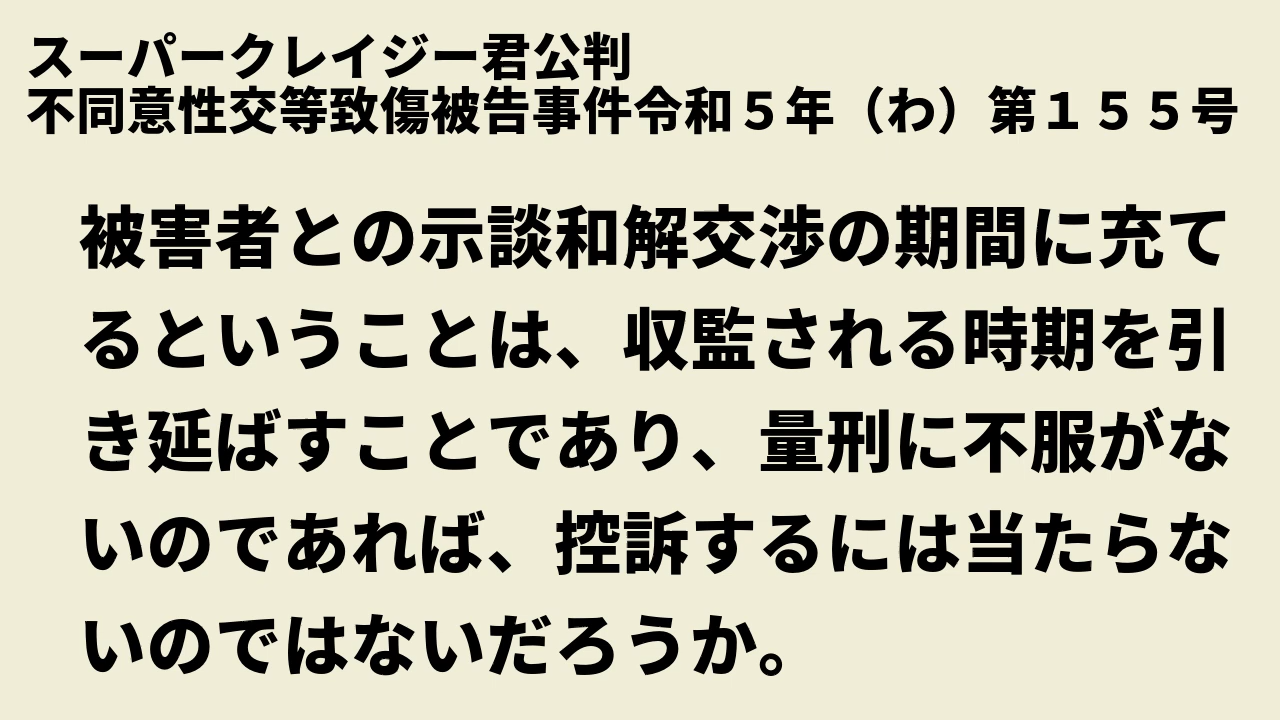 スーパークレイジー君公判
不同意性交等致傷被告事件令和５年（わ）第１５５号
被害者との示談和解交渉の期間に充て
るということは、収監される時期を引
き延ばすことであり、量刑に不服がな
いのであれば、控訴するには当たらな
いのではないだろうか。